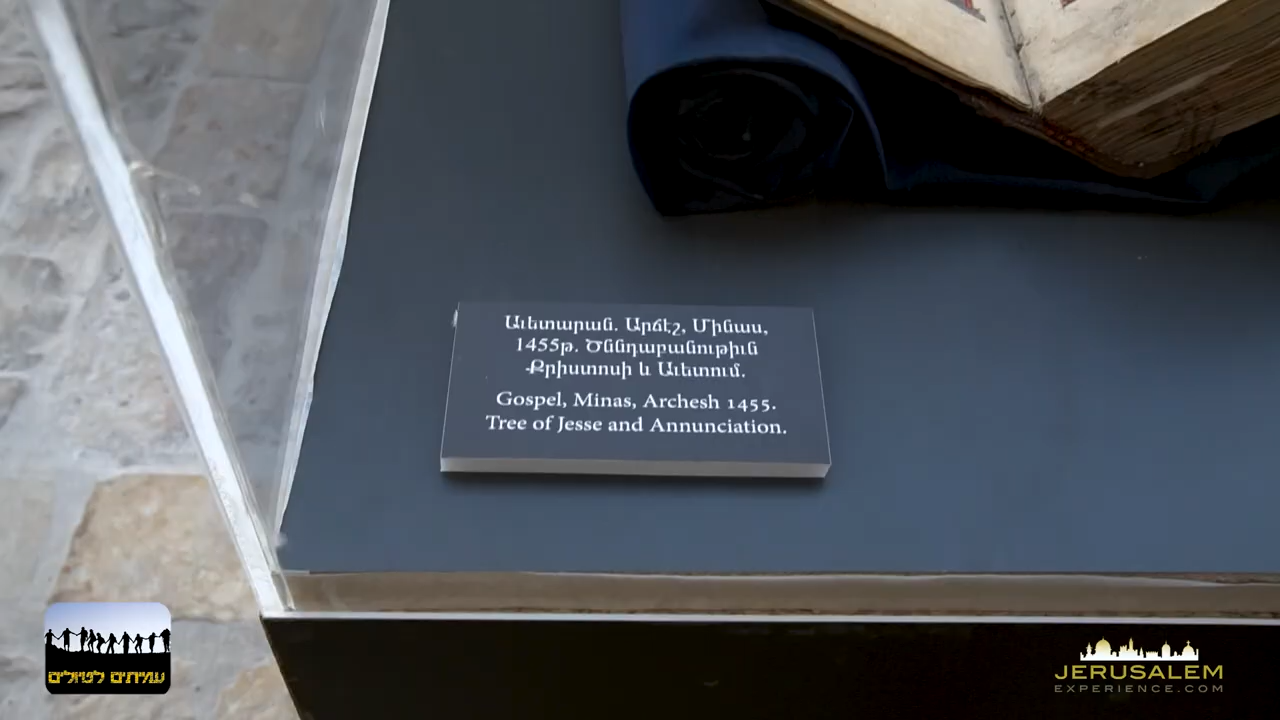 Աւետարան. Արճէշ, Մինաս,
1455թ. Ծննդաբանութիւն
Քրիստոսի և Աւետում.
Gospel, Minas, Archesh 1455.
Tree of Jesse and Annunciation.
עמיתים לטיולים
JERUSALEM
EXPERIENCE.COM